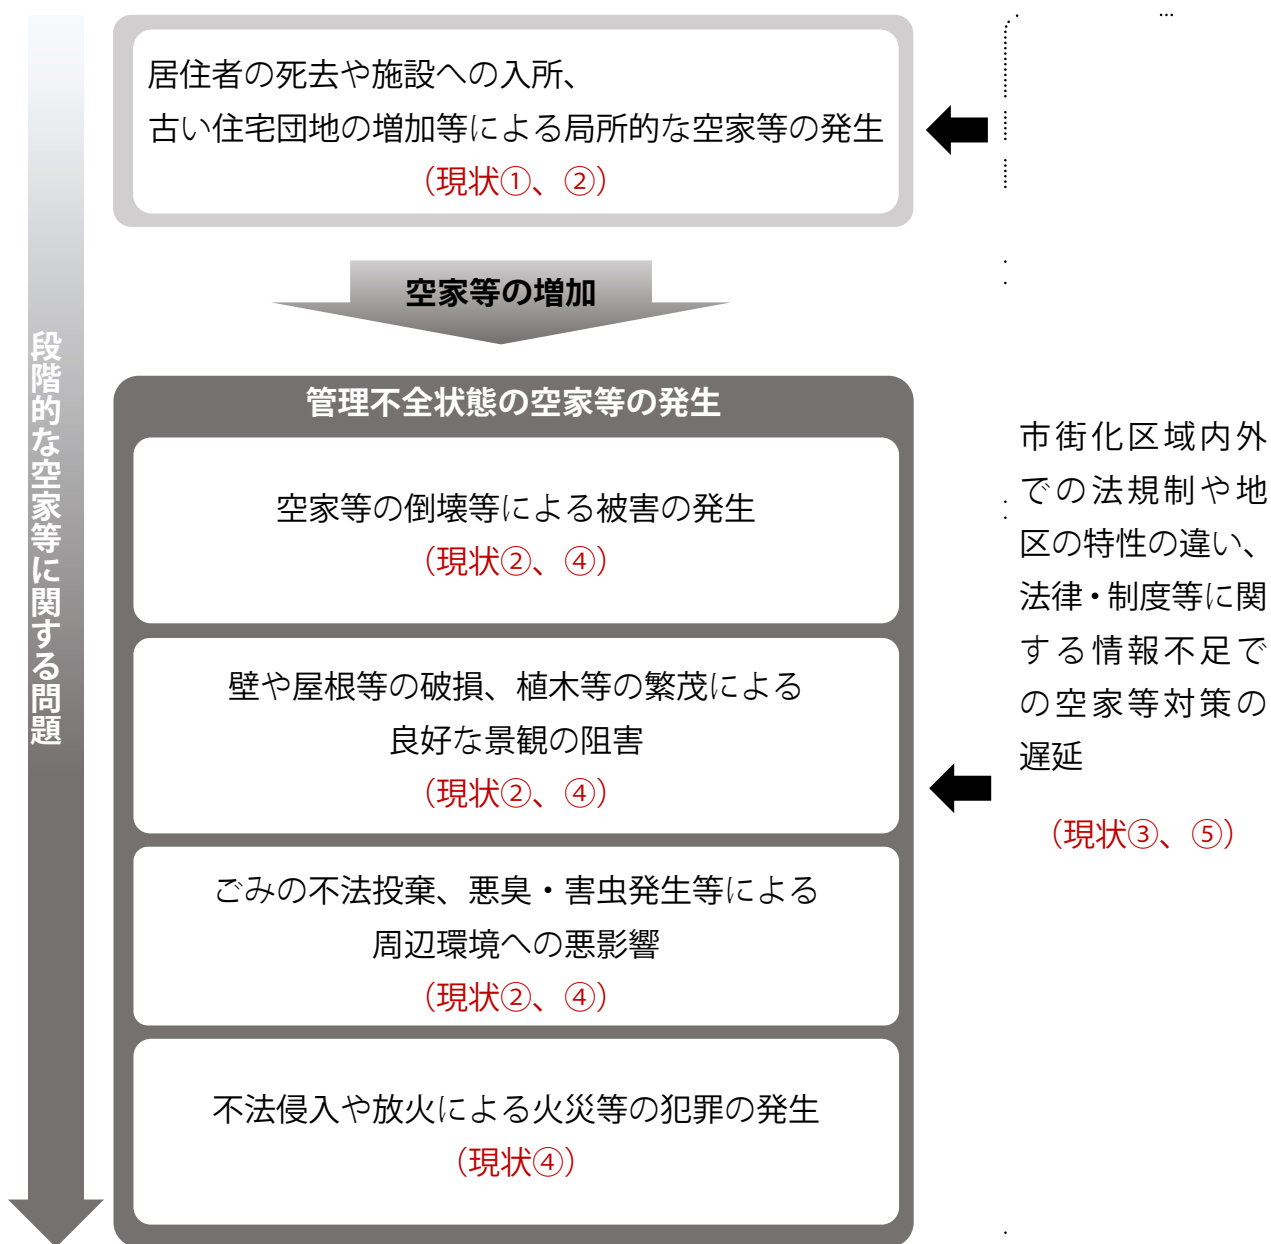 段階的な空家等に関する問題
居住者の死去や施設への入所、
古い住宅団地の増加等による局所的な空家等の発生
（現状①、②）
空家等の増加
管理不全状態の空家等の発生
空家等の倒壊等による被害の発生
（現状②、④）
壁や屋根等の破損、植木等の繁茂による
良好な景観の阻害
（現状②、④）
ごみの不法投棄、悪臭・害虫発生等による
周辺環境への悪影響
（現状②、④）
不法侵入や放火による火災等の犯罪の発生
（現状④）
市街化区域内外
での法規制や地
区の特性の違い、
法律・制度等に関
する情報不足で
の空家等対策の
遅延
（現状③、⑤）